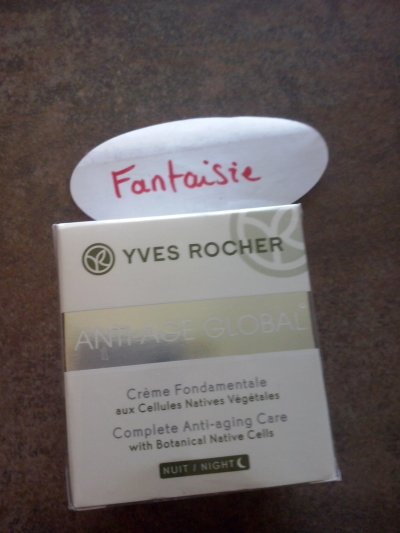 Fantaisie
YVES ROCHER
ANTI-AGE GLOBAL
Crème Fondamentale
aux Cellules Natives Végétales
Complete Anti-aging Care
with Botanical Native Cells
NUIT / NIGHT